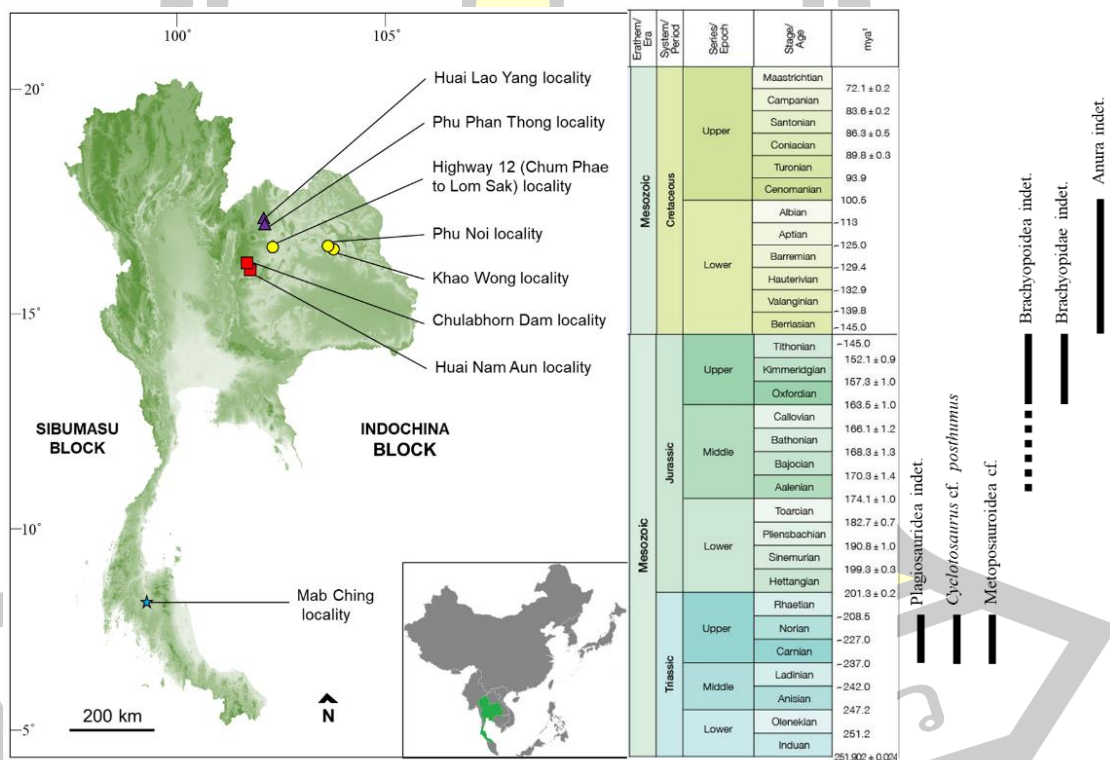 100°
105°
20°
15°
10°
5°
Huai Lao Yang locality
Phu Phan Thong locality
Highway 12 (Chum Phae
to Lom Sak) locality
Phu Noi locality
Khao Wong locality
Chulabhorn Dam locality
Huai Nam Aun locality
SIBUMASU
BLOCK
INDOCHINA
BLOCK
Mab Ching
locality
200 km
N
Erathem/
Era
System/
Period
Series/
Epoch
Stage/
Age
mya¹
Mesozoic
Cretaceous
Upper
Maastrichtian
72.1 ± 0.2
Campanian
83.6 ± 0.2
Santonian
86.3 ± 0.5
Coniacian
89.8 ± 0.3
Turonian
93.9
Cenomanian
100.5
Lower
Albian
~113
Aptian
~125.0
Barremian
~129.4
Hauterivian
~132.9
Valanginian
~139.8
Berriasian
~145.0
Mesozoic
Jurassic
Upper
~145.0
Tithonian
152.1 ± 0.9
Kimmeridgian
157.3 ± 1.0
Oxfordian
163.5 ± 1.0
Middle
Callovian
166.1 ± 1.2
Bathonian
168.3 ± 1.3
Bajocian
170.3 ± 1.4
Aalenian
174.1 ± 1.0
Lower
Toarcian
182.7 ± 0.7
Pliensbachian
190.8 ± 1.0
Sinemurian
199.3 ± 0.3
Hettangian
201.3 ± 0.2
Triassic
Upper
Rhaetian
~208.5
Norian
~227.0
Carnian
~237.0
Middle
Ladinian
~242.0
Anisian
247.2
Lower
Olenekian
251.2
Induan
251.902 ± 0.024
Plagiosauridea indet.
Cyclotosaurus cf. posthumus
Metoposauroidea cf.
Brachyopoidea indet.
Brachyopidae indet.
Anura indet.